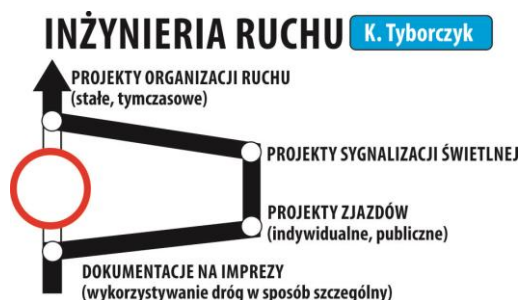 INŻYNIERIA RUCHU K. Tyborczyk
PROJEKTY ORGANIZACJI RUCHU
(stałe, tymczasowe)
PROJEKTY SYGNALIZACJI ŚWIETLNEJ
PROJEKTY ZJAZDÓW
(indywidualne, publiczne)
DOKUMENTACJE NA IMPREZY
(wykorzystywanie dróg w sposób szczególny)